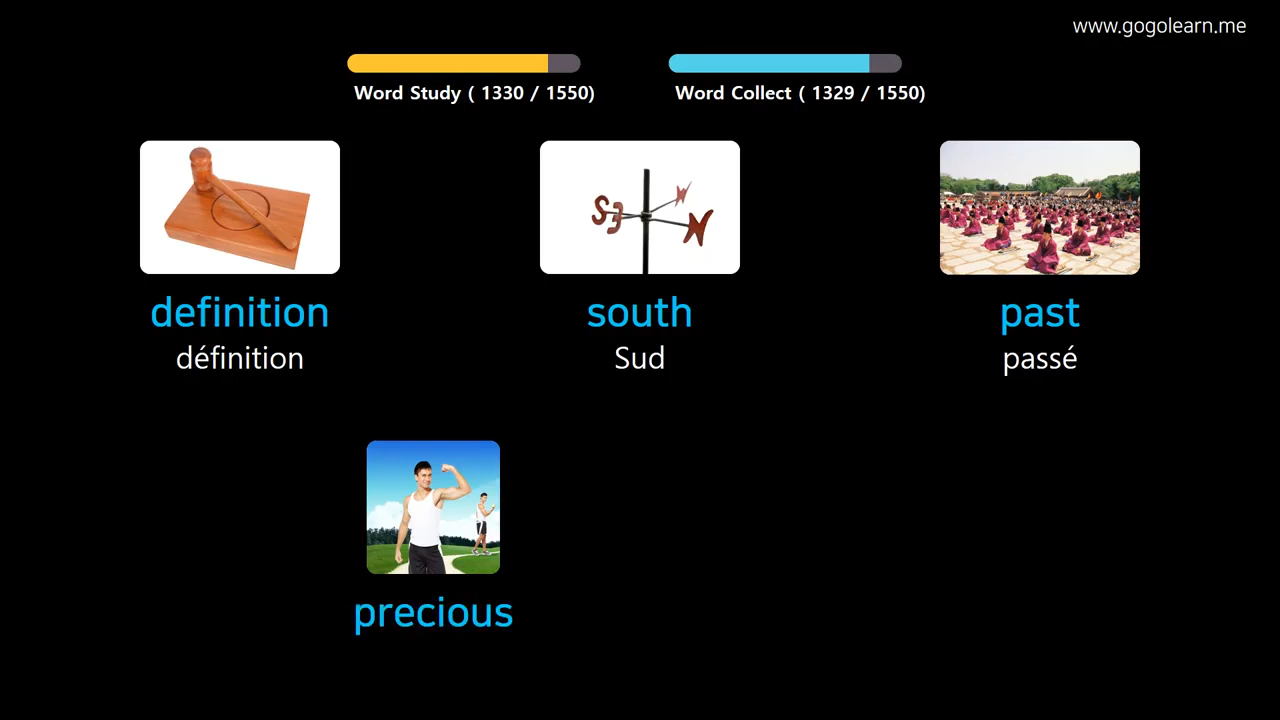 www.gogolearn.me
Word Study ( 1330 / 1550)
Word Collect ( 1329 / 1550)
S
E
N
definition
south
past
définition
Sud
passé
precious